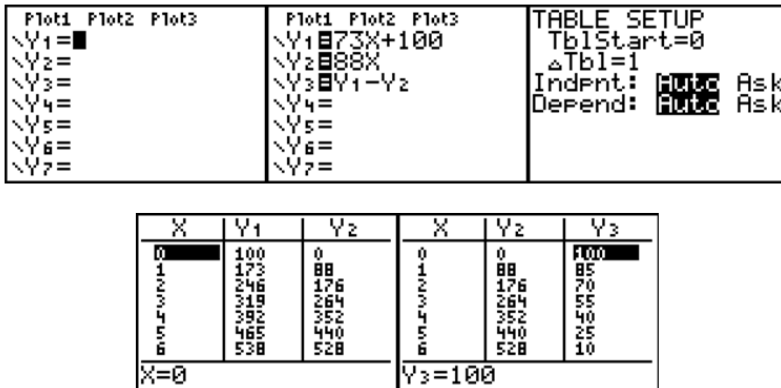 Plot1 Plot2 Plot3
\Y1=
\Y2=
\Y3=
\Y4=
\Y5=
\Y6=
\Y7=
Plot1 Plot2 Plot3
\Y1=73X+100
\Y2=88X
\Y3=Y1-Y2
\Y4=
\Y5=
\Y6=
\Y7=
TABLE SETUP
TblStart=0
△Tbl=1
Indpnt: Auto Ask
Depend: Auto Ask
X Y1 Y2
0 100 0
1 173 88
2 246 176
3 319 264
4 392 352
5 465 440
6 538 528
X=0
X Y2 Y3
0 0 100
1 88 85
2 176 70
3 264 55
4 352 40
5 440 25
6 528 10
Y3=100